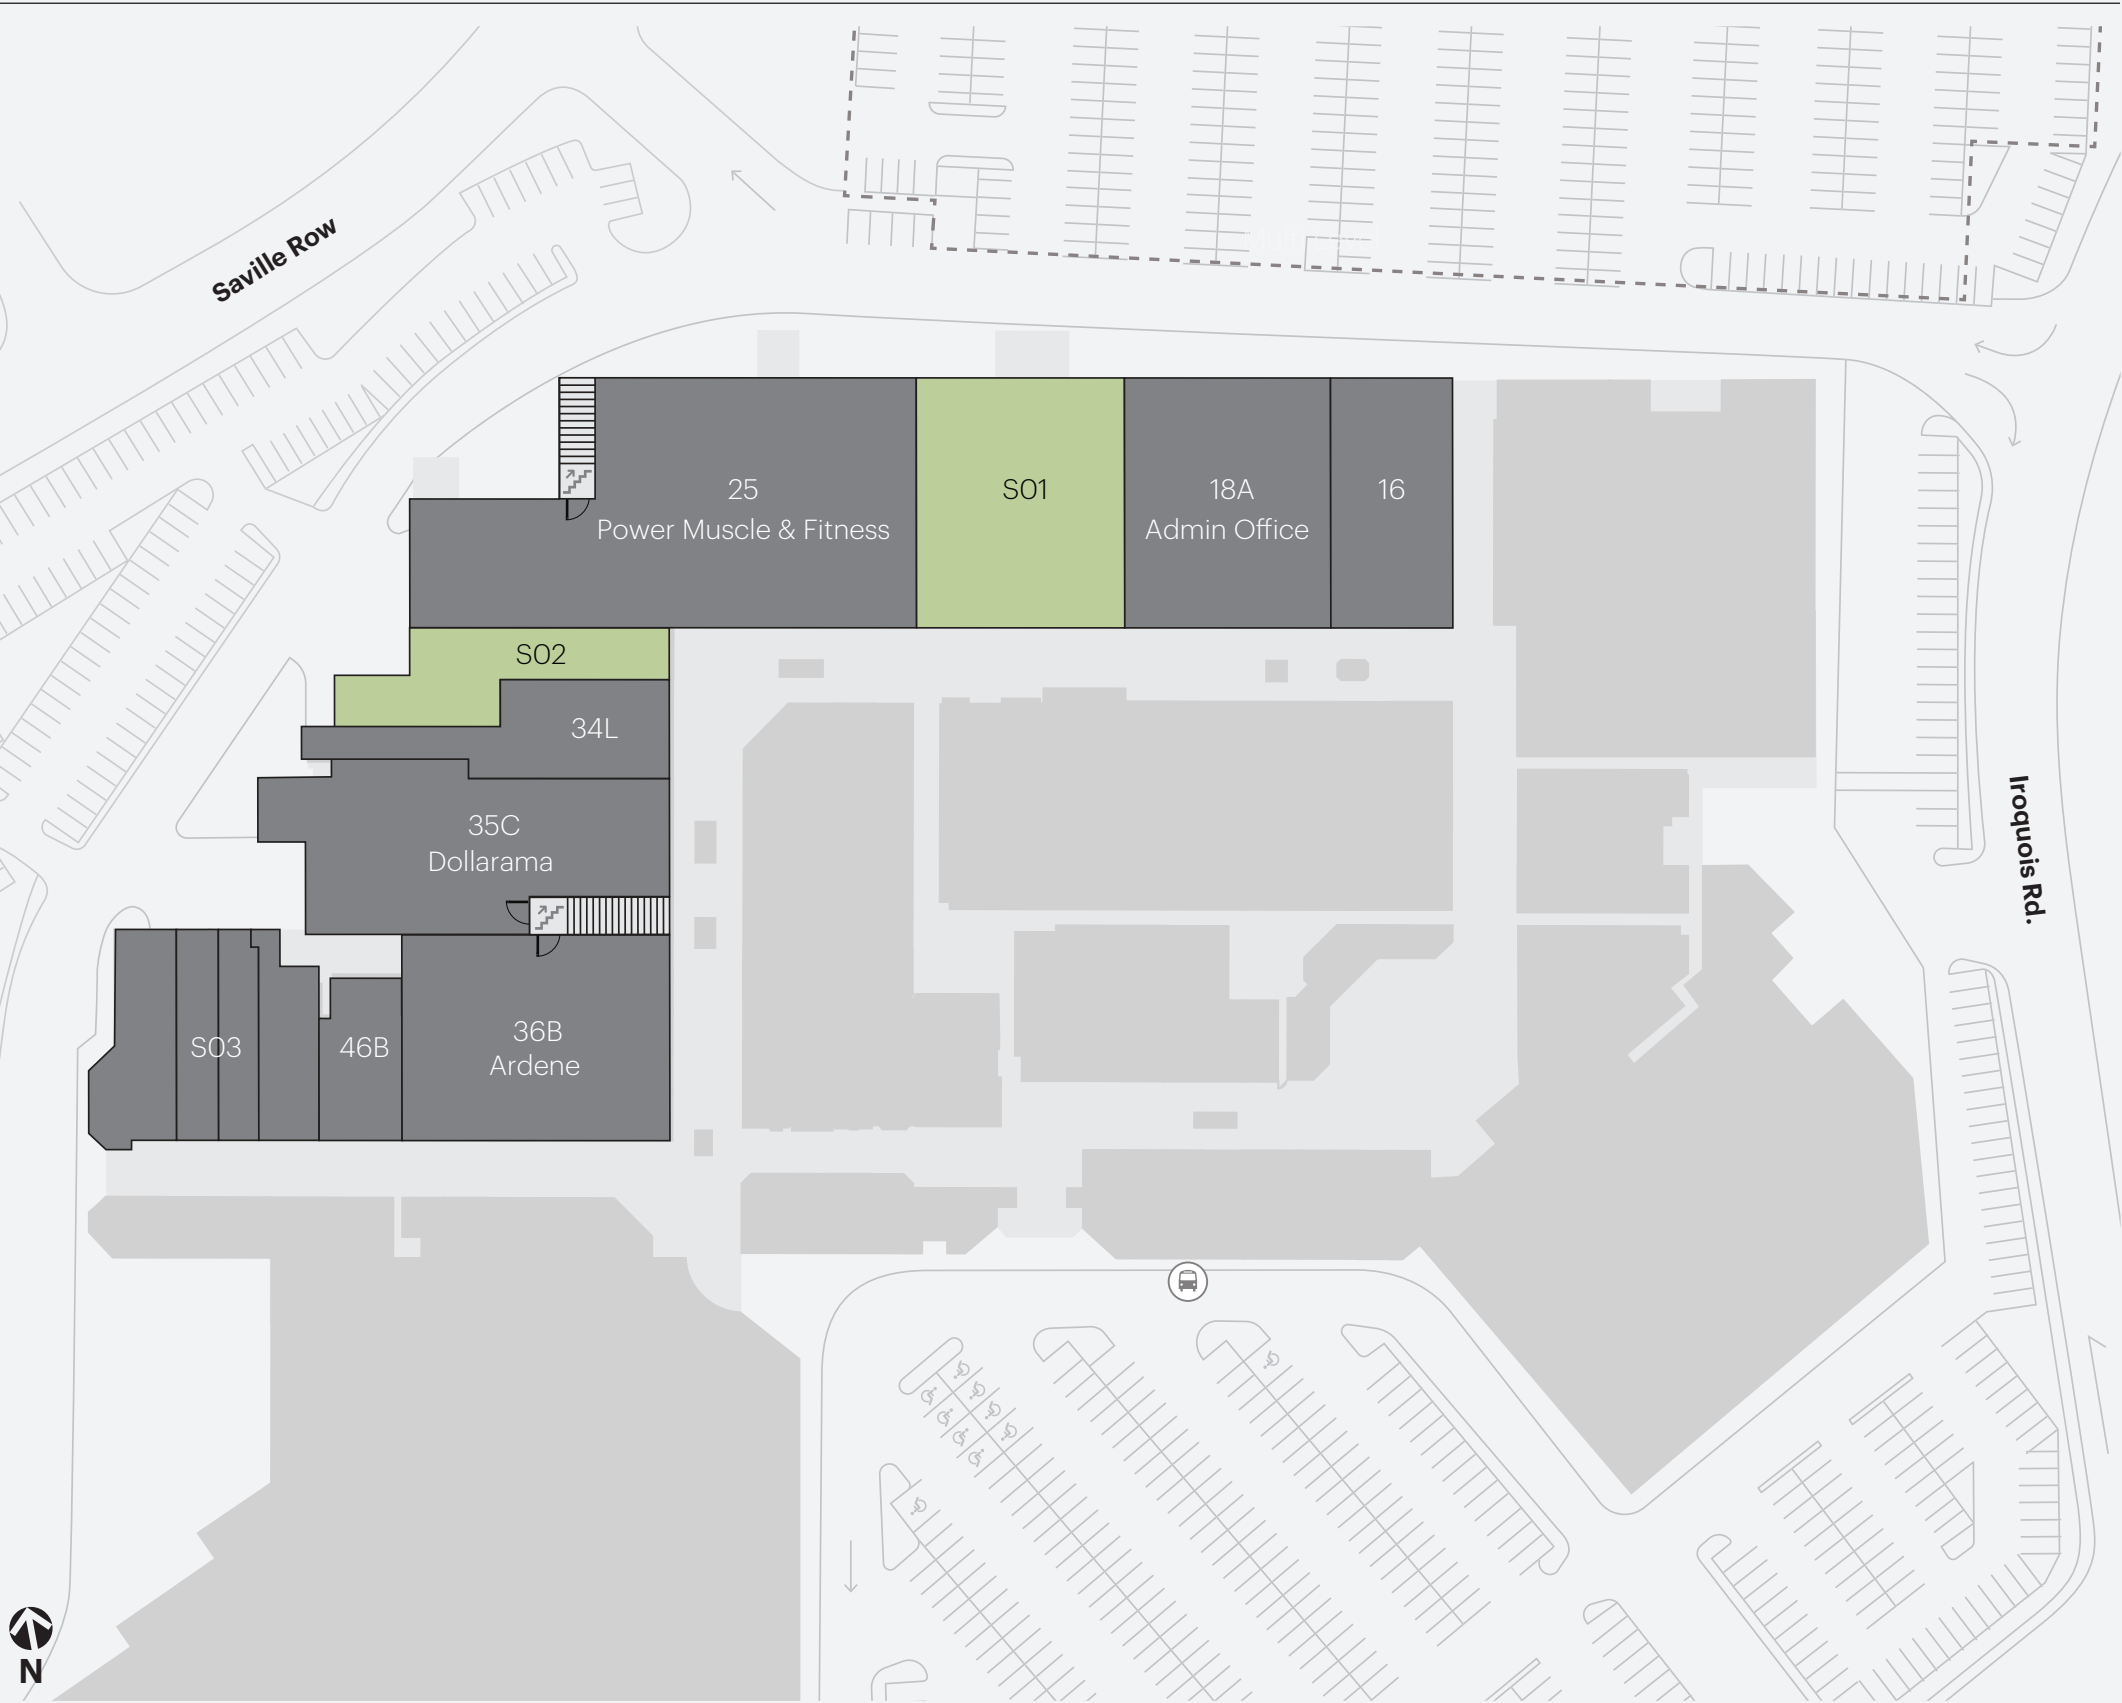 Saville Row
25
Power Muscle & Fitness
S01
18A
Admin Office
16
S02
34L
35C
Dollarama
Iroquois Rd.
S03
46B
36B
Ardene
N